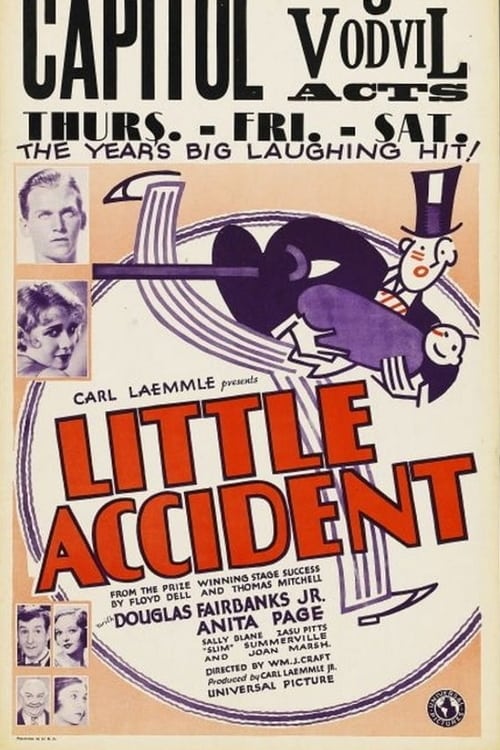 CAPITOL
VODVIL
ACTS
THURS. - FRI. - SAT.
THE YEAR'S BIG LAUGHING HIT!
CARL LAEMMLE presents
LITTLE
ACCIDENT
FROM THE PRIZE WINNING STAGE SUCCESS
BY FLOYD DELL AND THOMAS MITCHELL
with DOUGLAS FAIRBANKS JR.
ANITA PAGE
SALLY BLANE ZASU PITTS
"SLIM" SUMMERVILLE
AND JOAN MARSH.
DIRECTED BY WM. J. CRAFT
Produced by CARL LAEMMLE JR.
UNIVERSAL PICTURE
UNIVERSAL
PICTURES